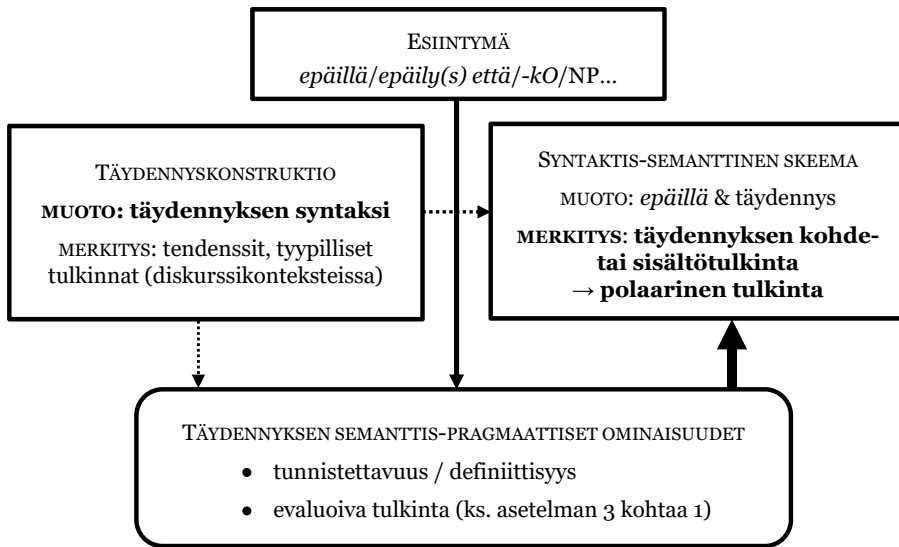 ESIINTYMÄ
epäillä/epäily(s) että/-kO/NP...
TÄYDENNYSKONSTRUKTIO
MUOTO: täydennyksen syntaksi
MERKITYS: tendenssit, tyypilliset
tulkinnat (diskurssikonteksteissa)
SYNTAKTIS-SEMANTTINEN SKEEMA
MUOTO: epäillä & täydennys
MERKITYS: täydennyksen kohde-
tai sisältötulkinta
→ polaarinen tulkinta
TÄYDENNYKSEN SEMANTTIS-PRAGMAATTISET OMINAISUUDET
• tunnistettavuus / definiittisyys
• evaluoiva tulkinta (ks. asetelman 3 kohtaa 1)